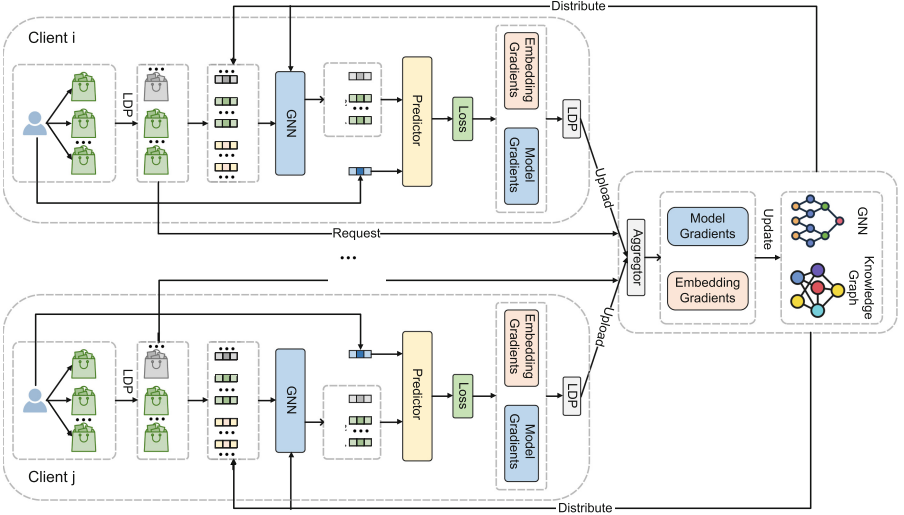 Distribute
Client i
LDP
GNN
Predictor
Loss
Embedding
Gradients
Model
Gradients
LDP
Upload
Request
Aggregtor
Model
Gradients
Embedding
Gradients
Update
GNN
Knowledge
Graph
Upload
LDP
GNN
Predictor
Loss
Embedding
Gradients
Model
Gradients
LDP
Client j
Distribute